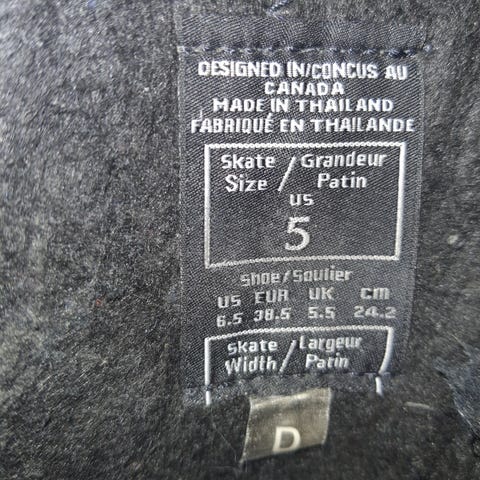 DESIGNED IN/CONCUS AU
CANADA
MADE IN THAILAND
FABRIQUÉ EN THAILANDE
Skate / Grandeur
Size / Patin
US
5
Shoe/Soulier
US EUR UK cm
6.5 38.5 5.5 24.2
Skate / Largeur
Width / Patin
D